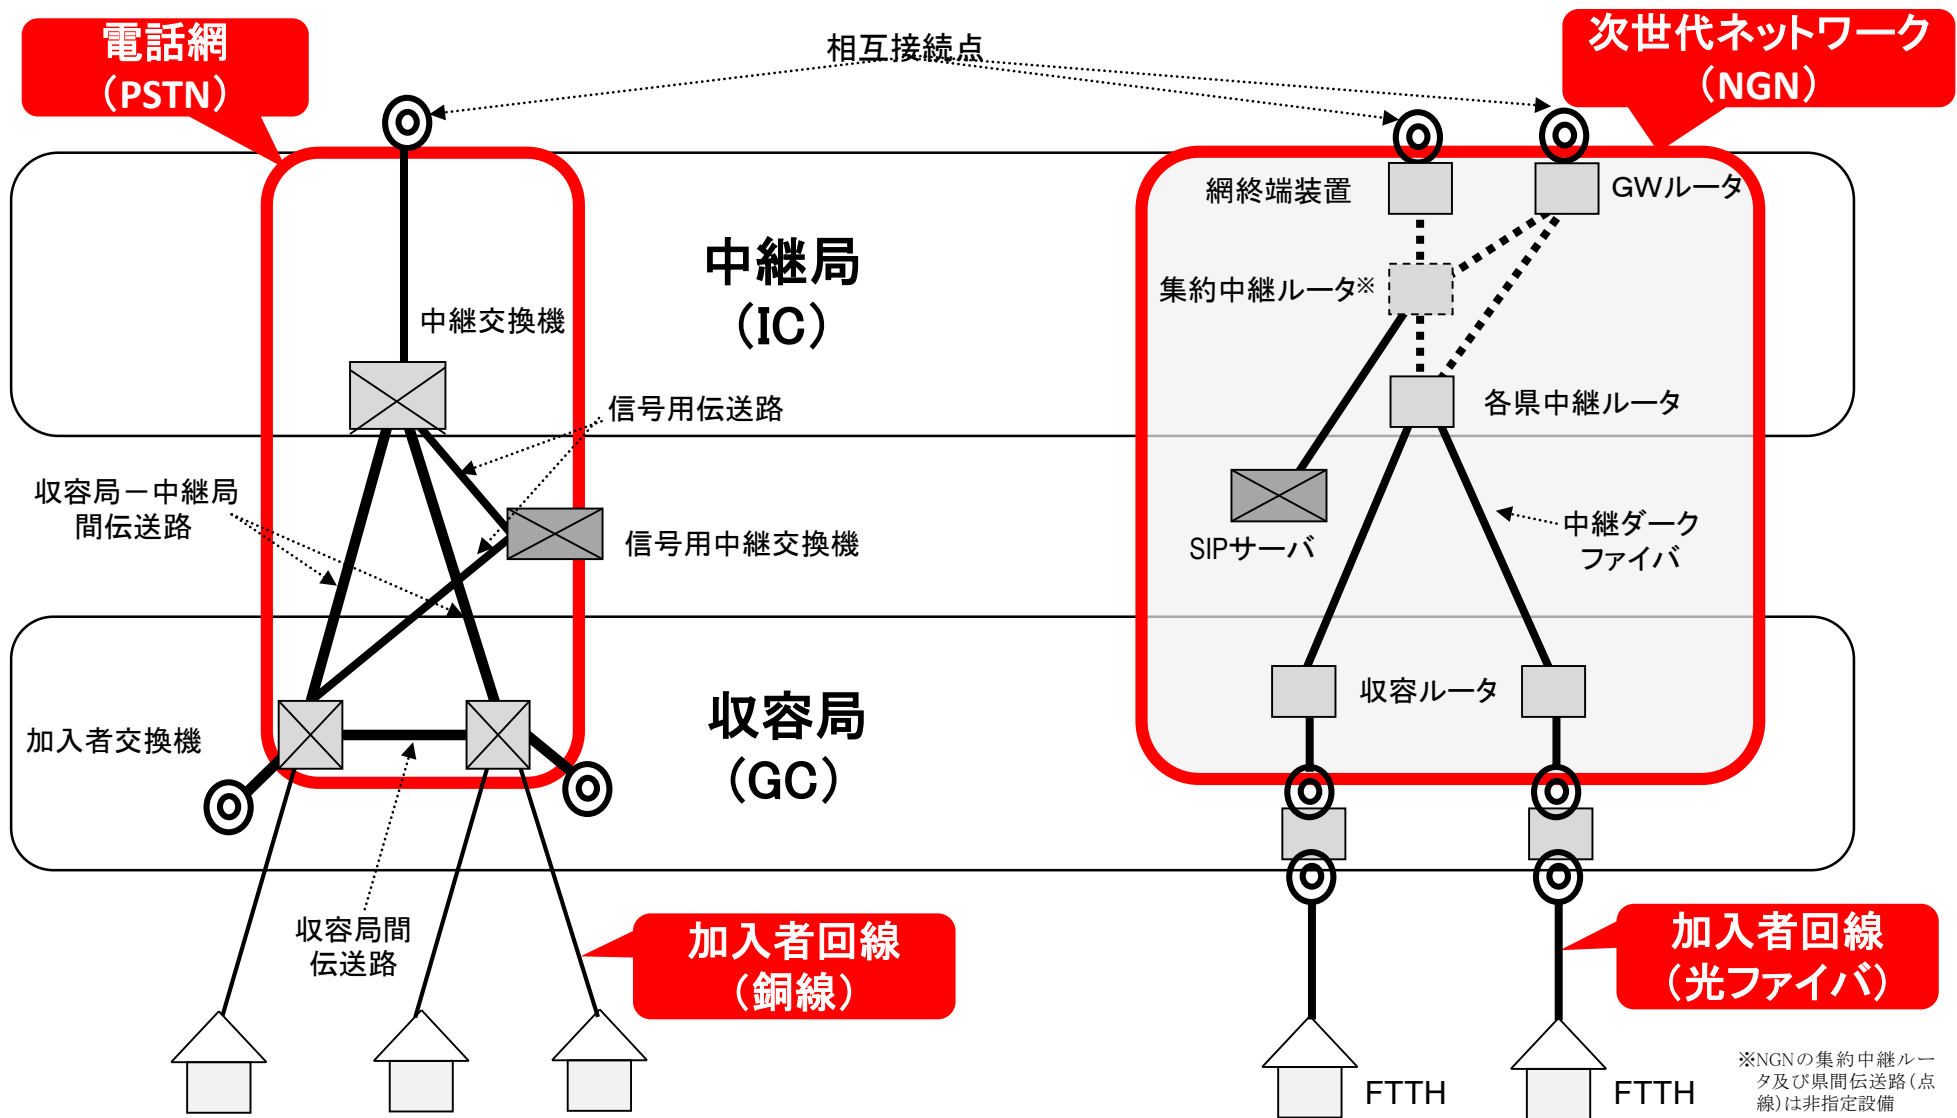 電話網
（PSTN）
相互接続点
次世代ネットワーク
（NGN）
網終端装置
GWルータ
中継局
（IC）
集約中継ルータ※
中継交換機
信号用伝送路
各県中継ルータ
収容局－中継局
間伝送路
信号用中継交換機
SIPサーバ
中継ダーク
ファイバ
収容局
（GC）
収容ルータ
加入者交換機
収容局間
伝送路
加入者回線
（銅線）
加入者回線
（光ファイバ）
FTTH
FTTH
※NGNの集約中継ルー
タ及び県間伝送路（点
線）は非指定設備